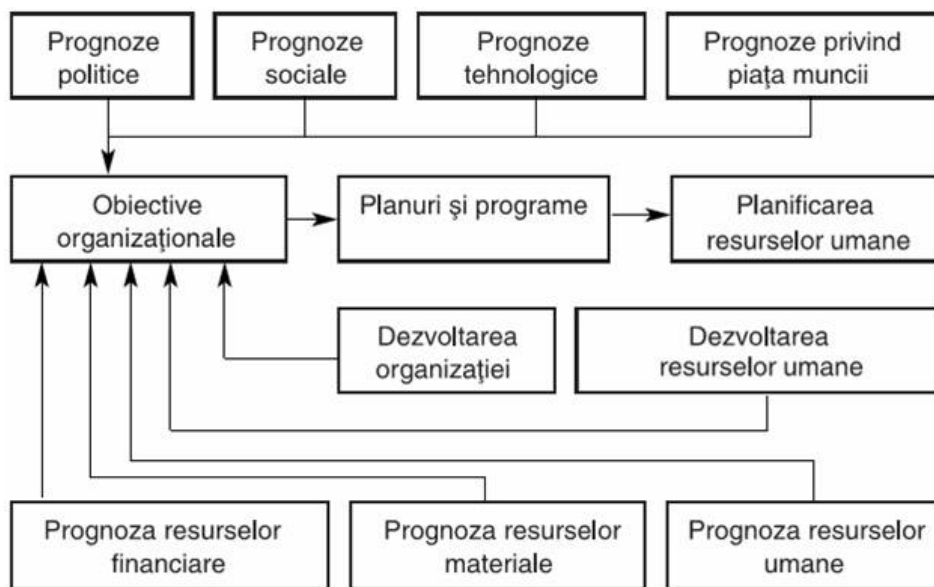 Prognoze
politice
Prognoze
sociale
Prognoze
tehnologice
Prognoze privind
piaţa muncii
Obiective
organizaţionale
Planuri şi programe
Planificarea
resurselor umane
Dezvoltarea
organizaţiei
Dezvoltarea
resurselor umane
Prognoza resurselor
financiare
Prognoza resurselor
materiale
Prognoza resurselor
umane